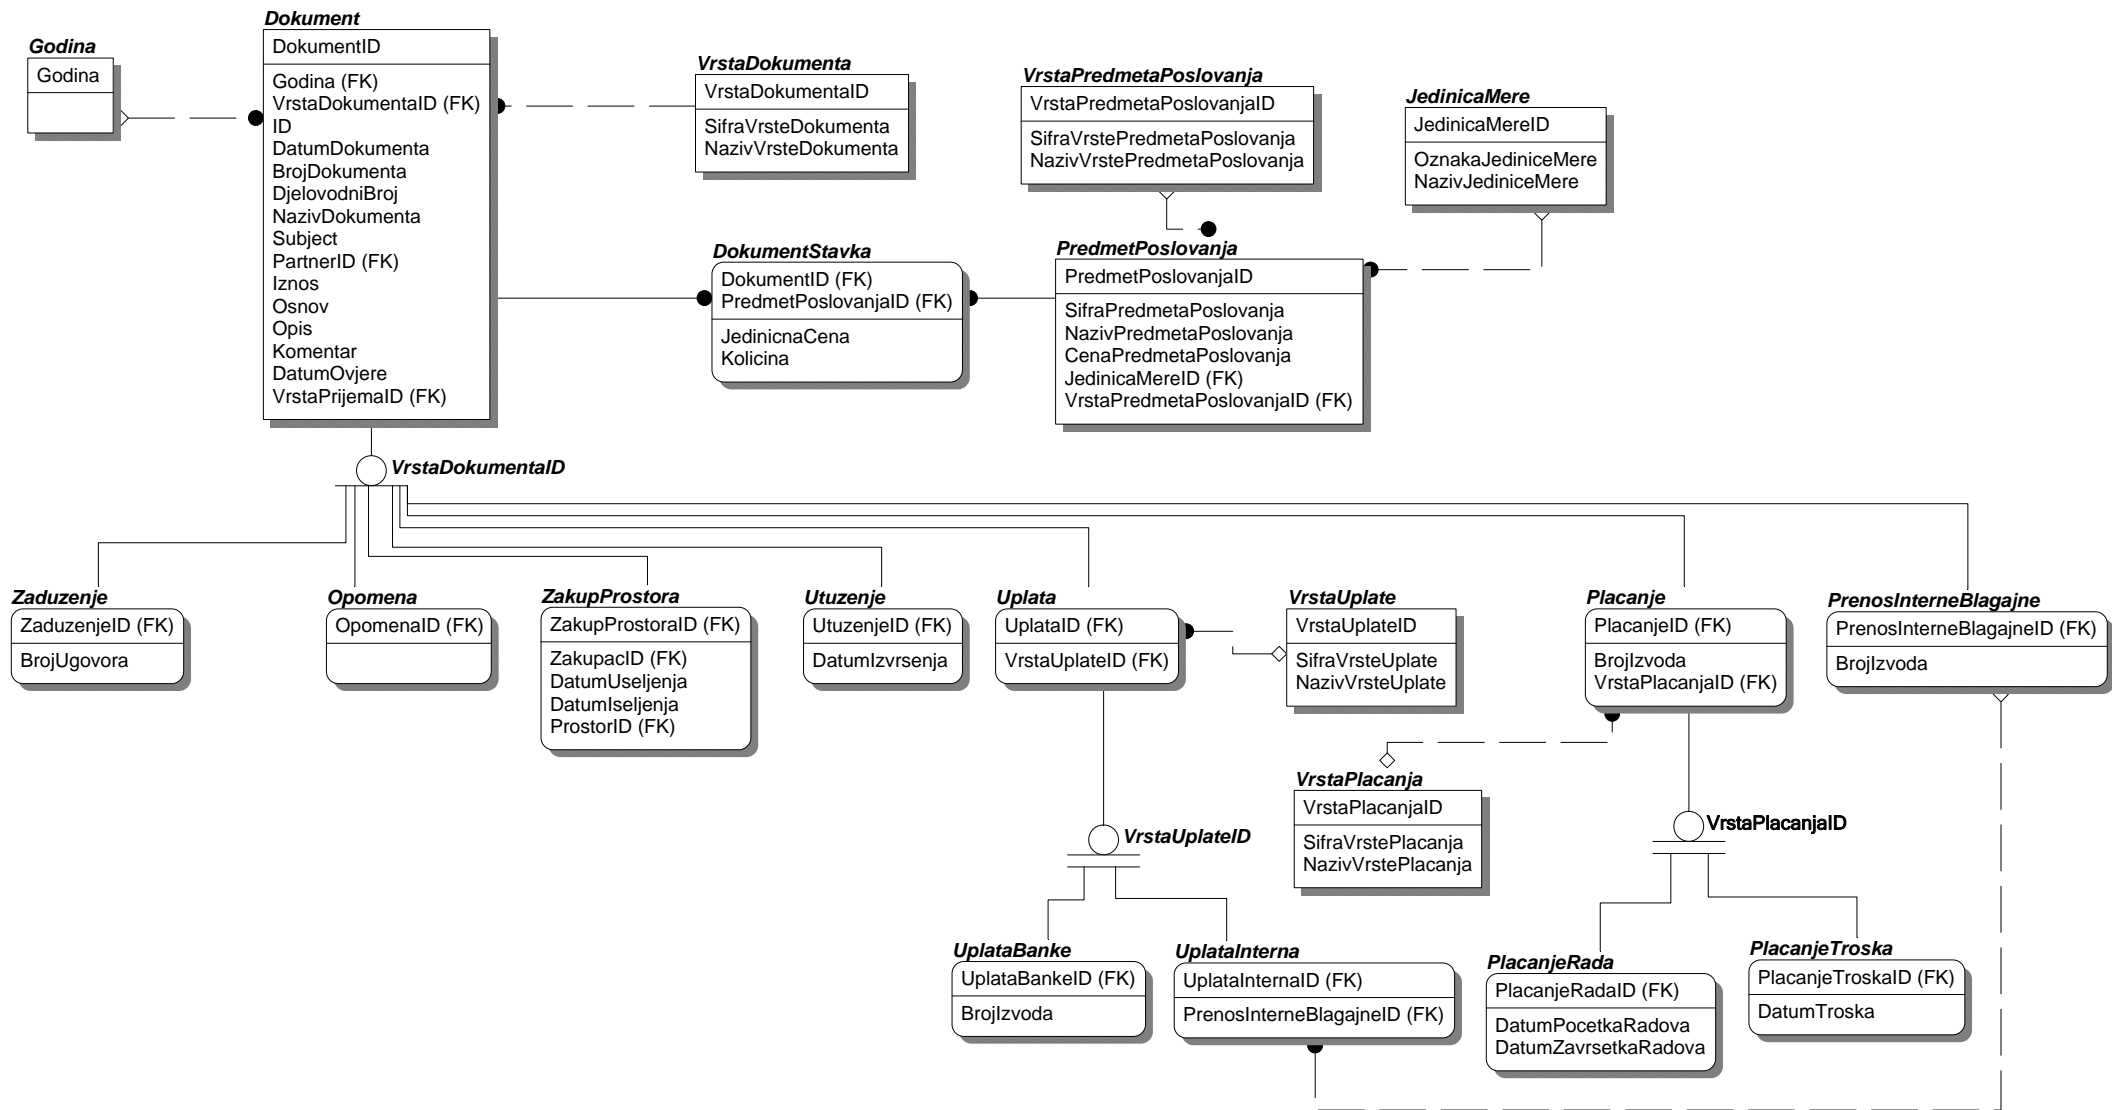 Dokument
DokumentID
Godina (FK)
VrstaDokumentaID (FK)
ID
DatumDokumenta
BrojDokumenta
DjelovodniBroj
NazivDokumenta
Subject
PartnerID (FK)
Iznos
Osnov
Opis
Komentar
DatumOvjere
VrstaPrijemaID (FK)
Godina
Godina
VrstaDokumenta
VrstaDokumentaID
SifraVrsteDokumenta
NazivVrsteDokumenta
VrstaPredmetaPoslovanja
VrstaPredmetaPoslovanjaID
SifraVrstePredmetaPoslovanja
NazivVrstePredmetaPoslovanja
JedinicaMere
JedinicaMereID
OznakaJediniceMere
NazivJediniceMere
DokumentStavka
DokumentID (FK)
PredmetPoslovanjaID (FK)
JedinicnaCena
Kolicina
PredmetPoslovanja
PredmetPoslovanjaID
SifraPredmetaPoslovanja
NazivPredmetaPoslovanja
CenaPredmetaPoslovanja
JedinicaMereID (FK)
VrstaPredmetaPoslovanjaID (FK)
VrstaDokumentaID
Zaduzenje
ZaduzenjeID (FK)
BrojUgovora
Opomena
OpomenaID (FK)
ZakupProstora
ZakupProstoraID (FK)
ZakupacID (FK)
DatumUseljenja
DatumIseljenja
ProstorID (FK)
Utuzenje
UtuzenjeID (FK)
DatumIzvrsenja
Uplata
UplataID (FK)
VrstaUplateID (FK)
VrstaUplate
VrstaUplateID
SifraVrsteUplate
NazivVrsteUplate
Placanje
PlacanjeID (FK)
BrojIzvoda
VrstaPlacanjaID (FK)
PrenosInterneBlagajne
PrenosInterneBlagajneID (FK)
BrojIzvoda
VrstaPlacanja
VrstaPlacanjaID
SifraVrstePlacanja
NazivVrstePlacanja
VrstaUplateID
VrstaPlacanjaID
UplataBanke
UplataBankeID (FK)
BrojIzvoda
UplataInterna
UplataInternaID (FK)
PrenosInterneBlagajneID (FK)
PlacanjeRada
PlacanjeRadaID (FK)
DatumPocetkaRadova
DatumZavrsetkaRadova
PlacanjeTroska
PlacanjeTroskaID (FK)
DatumTroska